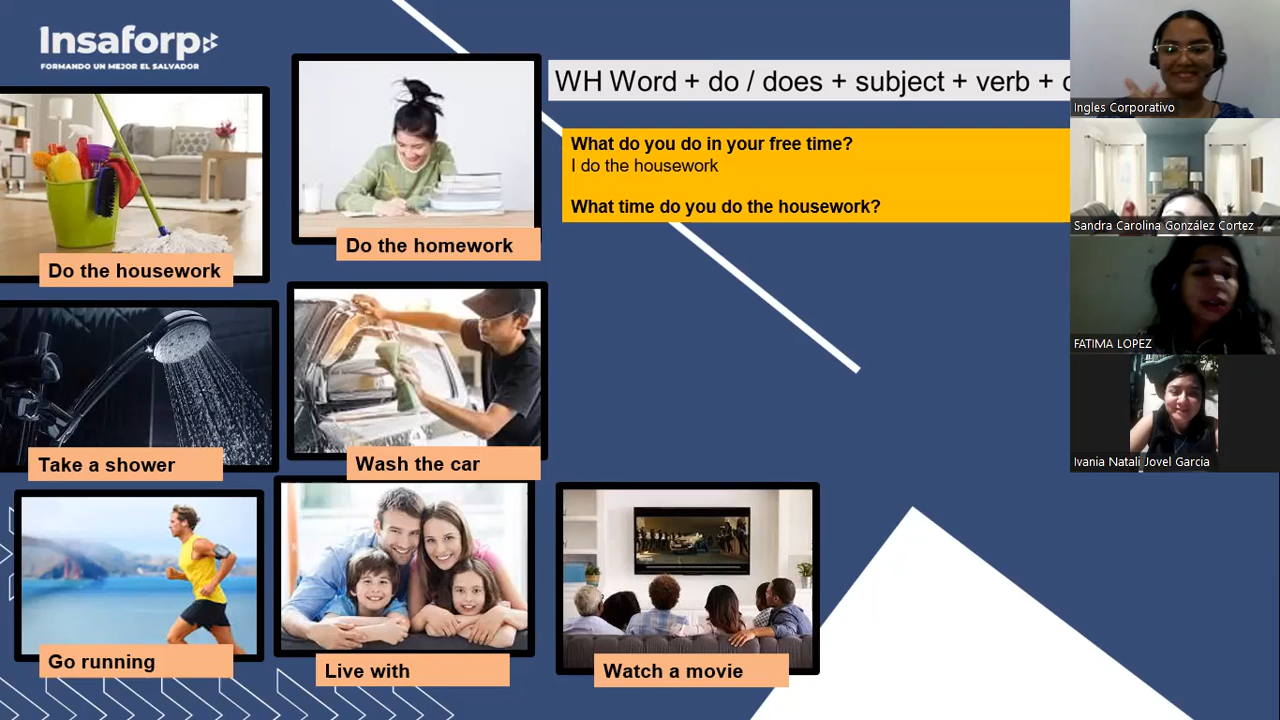 Insaforp
FORMANDO UN MEJOR EL SALVADOR
WH Word + do / does + subject + verb +
What do you do in your free time?
I do the housework
What time do you do the housework?
Do the housework
Do the homework
Take a shower
Wash the car
Go running
Live with
Watch a movie
Ingles Corporativo
Sandra Carolina González Cortez
FATIMA LOPEZ
Ivania Natali Jovel Garcia